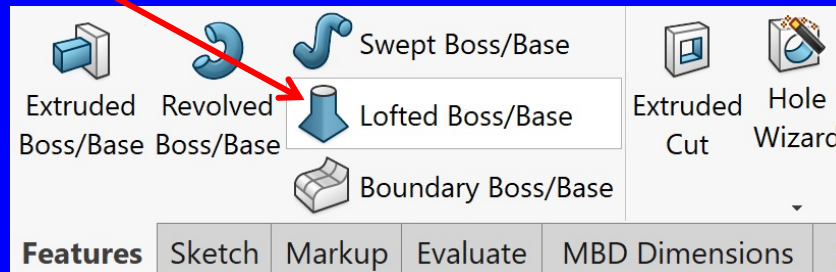 Extruded Boss/Base
Revolved Boss/Base
Swept Boss/Base
Lofted Boss/Base
Boundary Boss/Base
Extruded Cut
Hole Wizard
Features Sketch Markup Evaluate MBD Dimensions